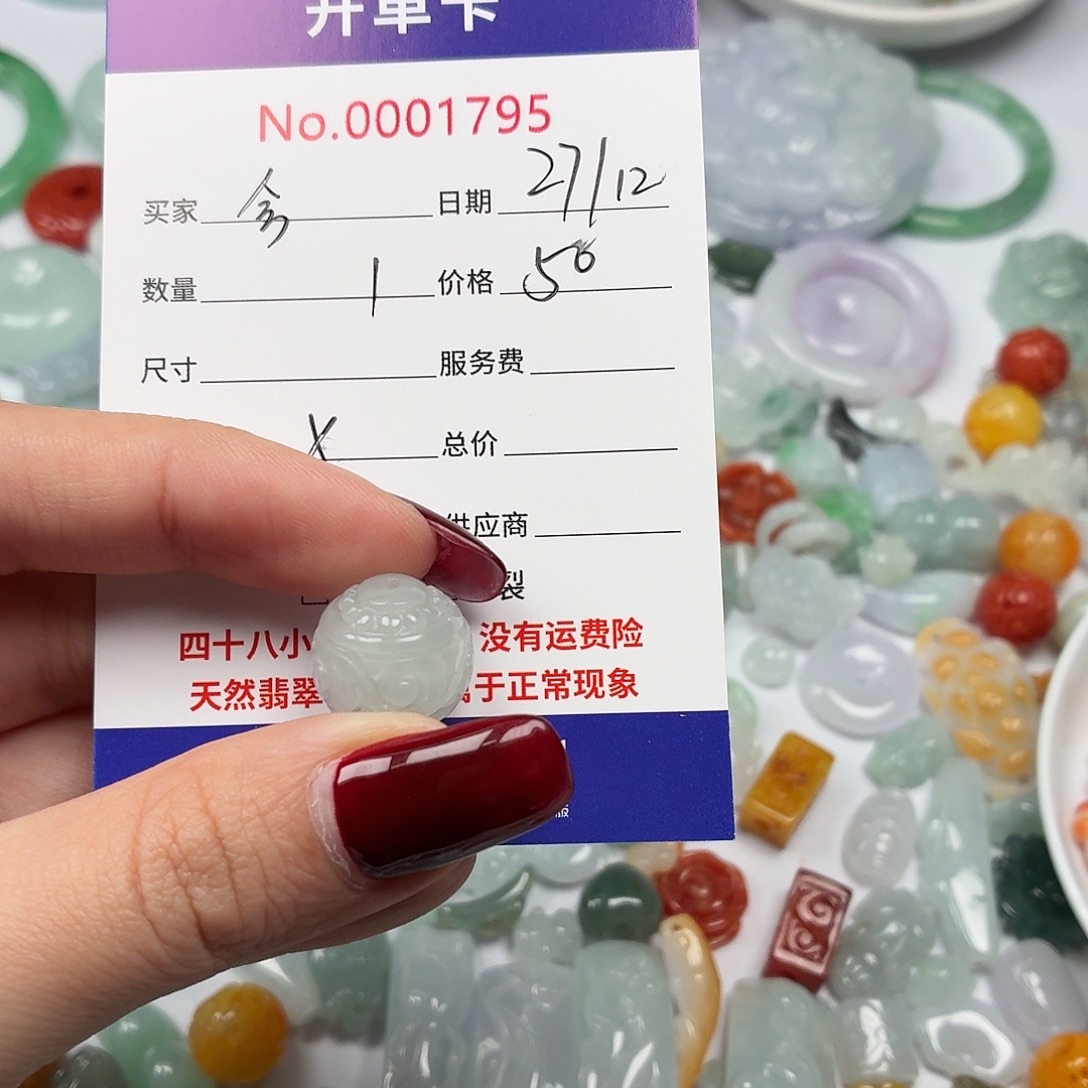 开单卡
No.0001795
买家 日期 27/12
数量 1 价格 50
尺寸 服务费
X 总价
供应商
裂
四十八小 没有运费险
天然翡翠 属于正常现象